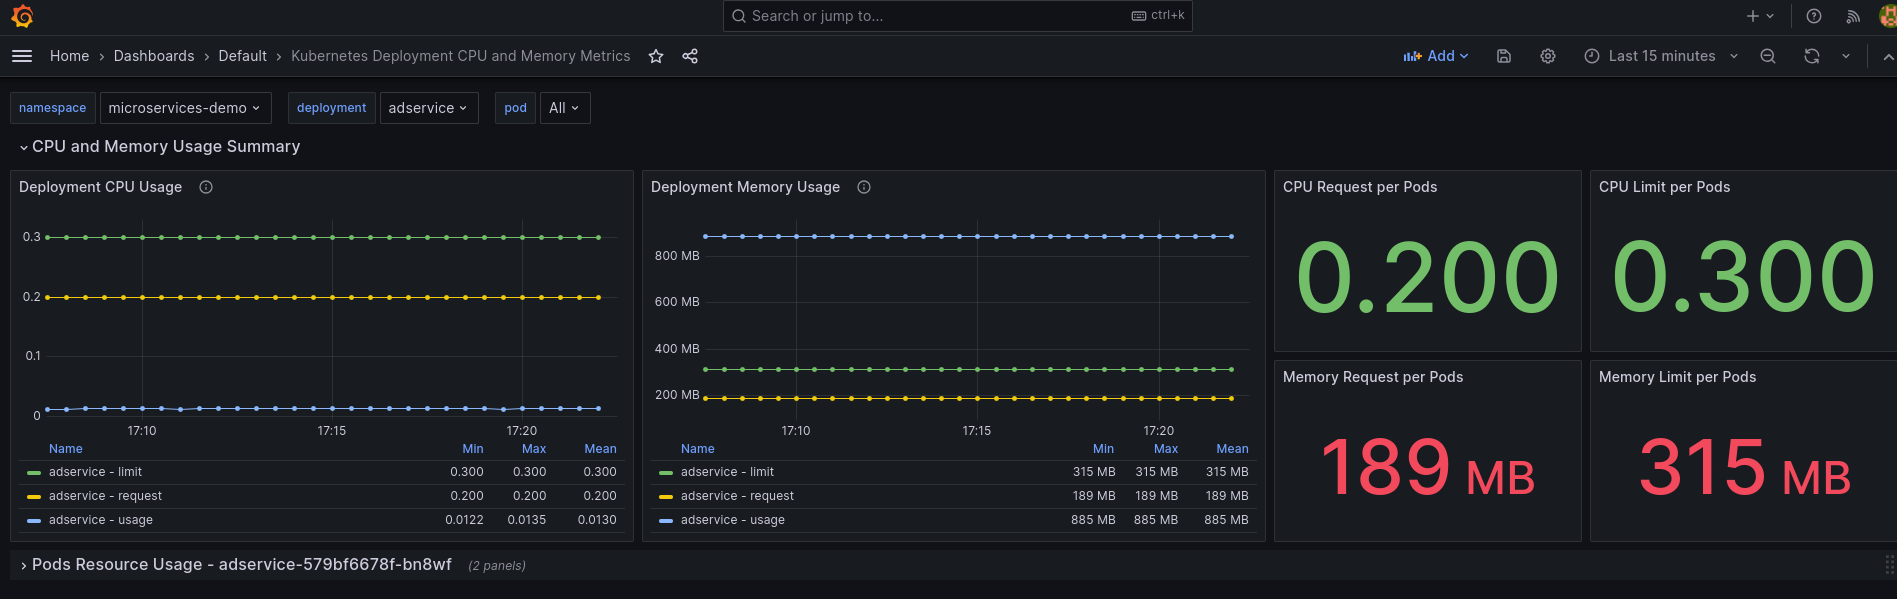 Search or jump to... ctrl+k
Home › Dashboards › Default › Kubernetes Deployment CPU and Memory Metrics Add Last 15 minutes
namespace microservices-demo deployment adservice pod All
CPU and Memory Usage Summary
Deployment CPU Usage
0.3
0.2
0.1
0
17:10 17:15 17:20
Name Min Max Mean
adservice - limit 0.300 0.300 0.300
adservice - request 0.200 0.200 0.200
adservice - usage 0.0122 0.0135 0.0130
Deployment Memory Usage
800 MB
600 MB
400 MB
200 MB
17:10 17:15 17:20
Name Min Max Mean
adservice - limit 315 MB 315 MB 315 MB
adservice - request 189 MB 189 MB 189 MB
adservice - usage 885 MB 885 MB 885 MB
CPU Request per Pods
0.200
CPU Limit per Pods
0.300
Memory Request per Pods
189 MB
Memory Limit per Pods
315 MB
Pods Resource Usage - adservice-579bf6678f-bn8wf (2 panels)